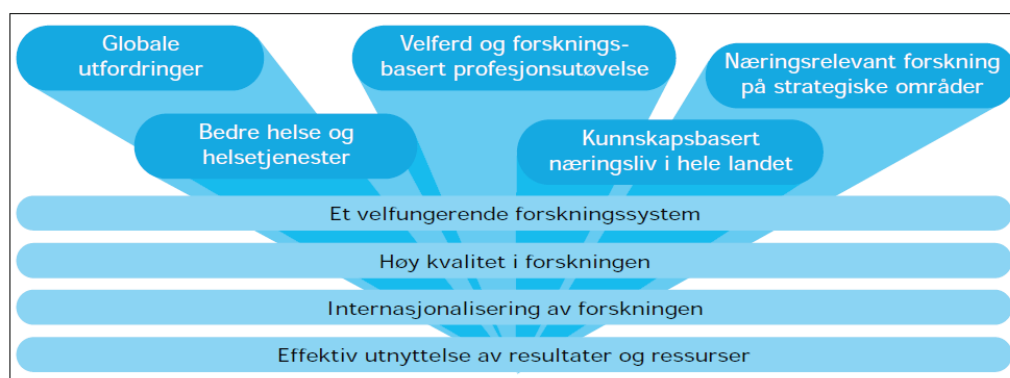 Globale
utfordringer
Velferd og forsknings-
basert profesjonsutøvelse
Næringsrelevant forskning
på strategiske områder
Bedre helse og
helsetjenester
Kunnskapsbasert
næringsliv i hele landet
Et velfungerende forskningssystem
Høy kvalitet i forskningen
Internasjonalisering av forskningen
Effektiv utnyttelse av resultater og ressurser